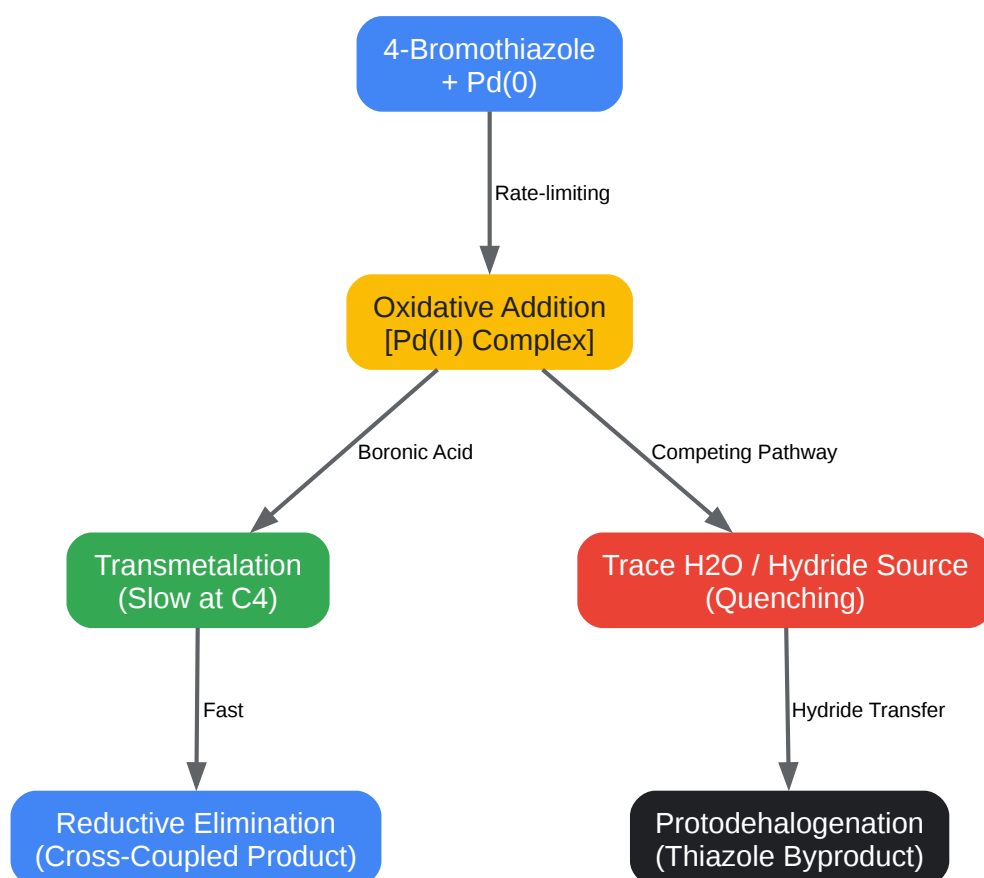 4-Bromothiazole
+ Pd(0)
Rate-limiting
Oxidative Addition
[Pd(II) Complex]
Boronic Acid
Competing Pathway
Transmetalation
(Slow at C4)
Trace H2O / Hydride Source
(Quenching)
Fast
Hydride Transfer
Reductive Elimination
(Cross-Coupled Product)
Protodehalogenation
(Thiazole Byproduct)